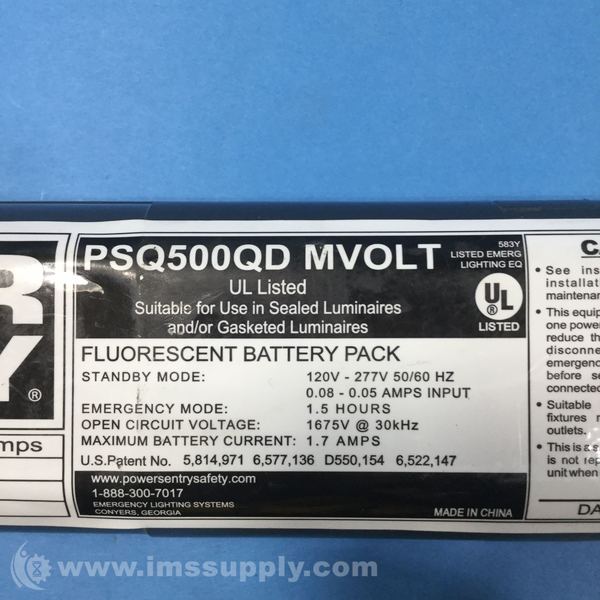 R
Y®
mps
PSQ500QD MVOLT
UL Listed
Suitable for Use in Sealed Luminaires
and/or Gasketed Luminaires
583Y
LISTED EMERG
LIGHTING EQ
UL
®
LISTED
FLUORESCENT BATTERY PACK
STANDBY MODE: 120V - 277V 50/60 HZ
0.08 - 0.05 AMPS INPUT
EMERGENCY MODE: 1.5 HOURS
OPEN CIRCUIT VOLTAGE: 1675V @ 30kHz
MAXIMUM BATTERY CURRENT: 1.7 AMPS
U.S.Patent No. 5,814,971 6,577,136 D550,154 6,522,147
www.powersentrysafety.com
1-888-300-7017
EMERGENCY LIGHTING SYSTEMS
CONYERS, GEORGIA
MADE IN CHINA
• See ins
installat
maintenan
• This equip
one power
reduce th
disconne
emergenc
before se
connected
• Suitable
fixtures
outlets.
• This is a s
is not rep
unit when
DA
www.imssupply.com